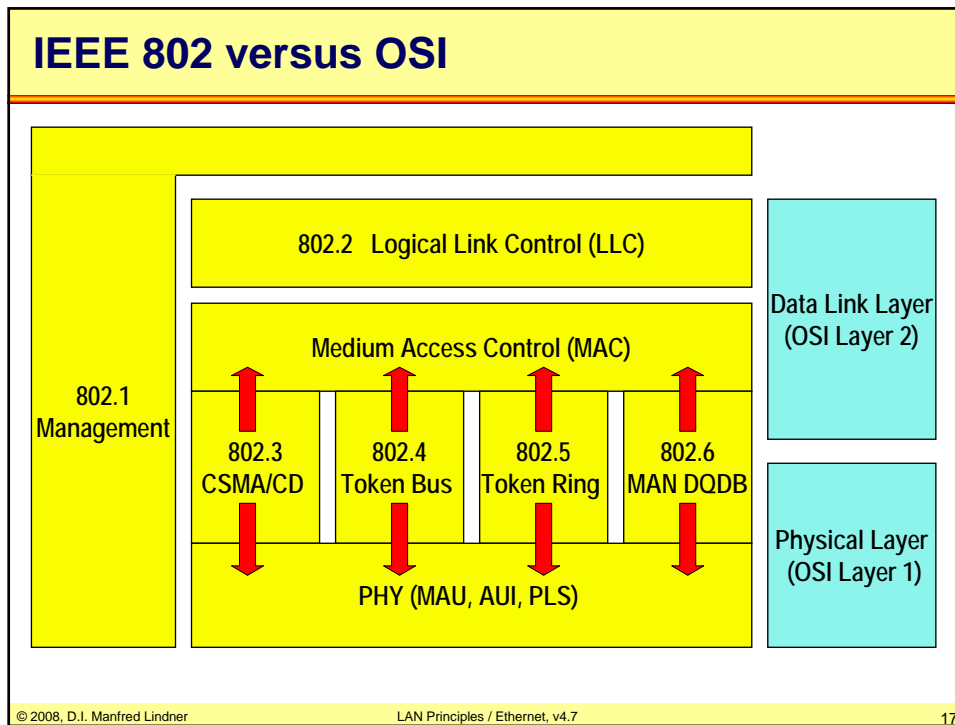 IEEE 802 versus OSI
802.1
Management
802.2 Logical Link Control (LLC)
Medium Access Control (MAC)
802.3
CSMA/CD
802.4
Token Bus
802.5
Token Ring
802.6
MAN DQDB
PHY (MAU, AUI, PLS)
Data Link Layer
(OSI Layer 2)
Physical Layer
(OSI Layer 1)
© 2008, D.I. Manfred Lindner
LAN Principles / Ethernet, v4.7
17